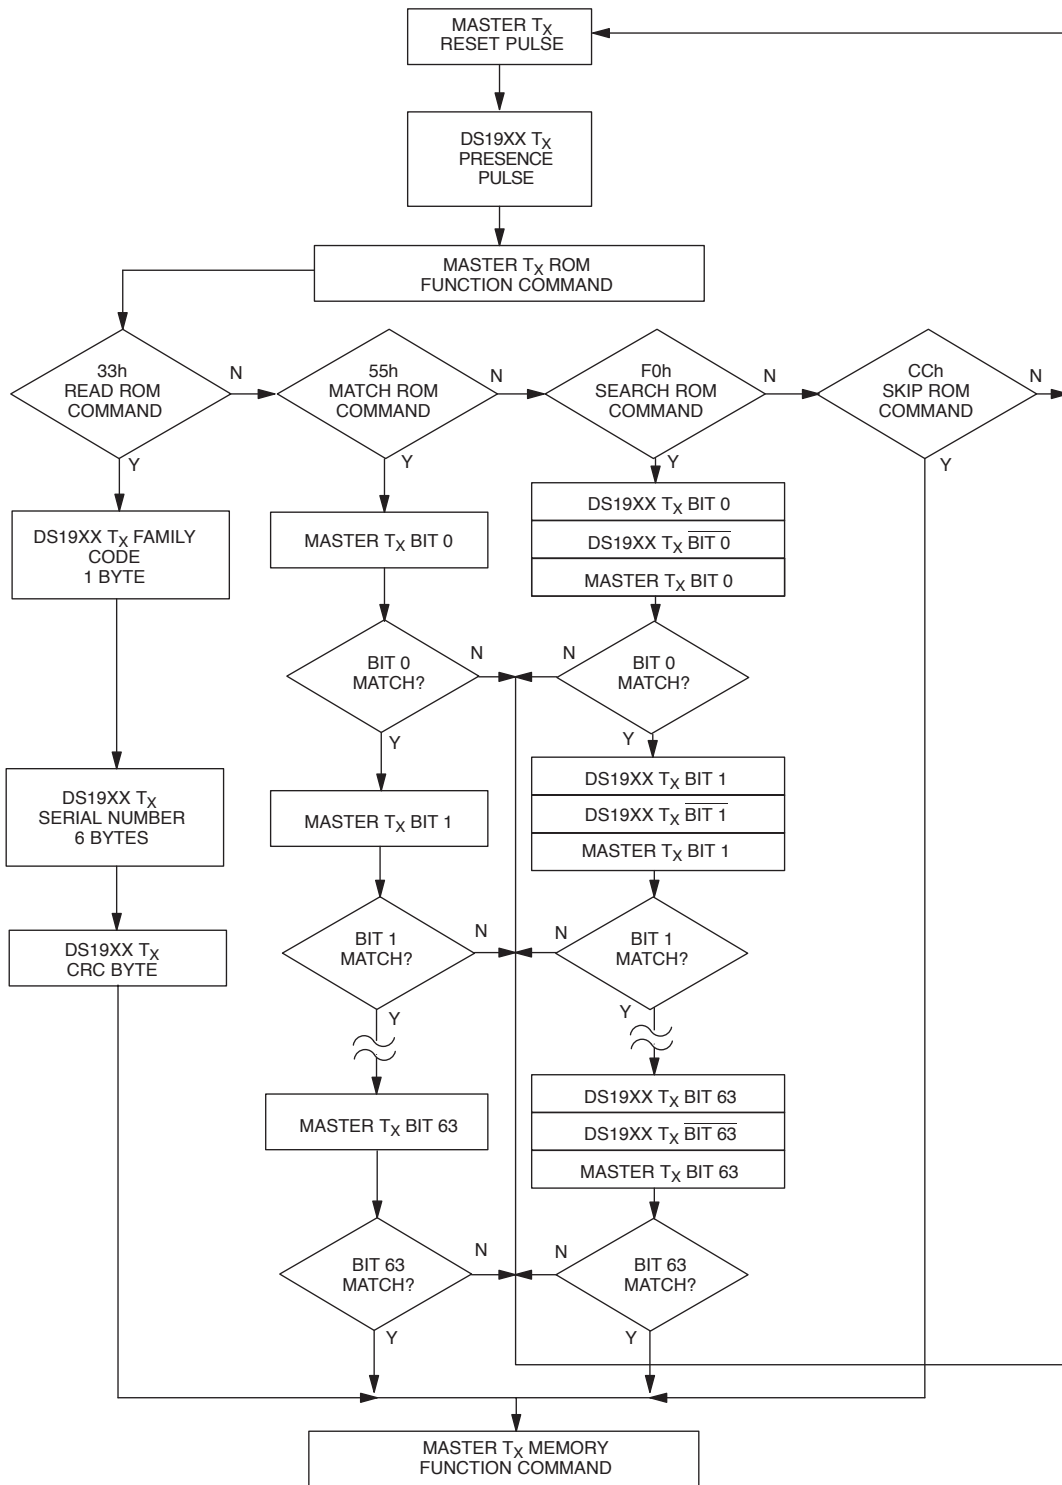 MASTER TX
RESET PULSE
DS19XX TX
PRESENCE
PULSE
MASTER TX ROM
FUNCTION COMMAND
33h
READ ROM
COMMAND
N
Y
55h
MATCH ROM
COMMAND
N
Y
F0h
SEARCH ROM
COMMAND
N
Y
CCh
SKIP ROM
COMMAND
N
Y
DS19XX TX FAMILY
CODE
1 BYTE
DS19XX TX
SERIAL NUMBER
6 BYTES
DS19XX TX
CRC BYTE
MASTER TX BIT 0
BIT 0
MATCH?
N
Y
MASTER TX BIT 1
BIT 1
MATCH?
N
Y
MASTER TX BIT 63
BIT 63
MATCH?
N
Y
DS19XX TX BIT 0
DS19XX TX B̅I̅T̅ ̅0̅
MASTER TX BIT 0
N
BIT 0
MATCH?
Y
DS19XX TX BIT 1
DS19XX TX B̅I̅T̅ ̅1̅
MASTER TX BIT 1
N
BIT 1
MATCH?
Y
DS19XX TX BIT 63
DS19XX TX B̅I̅T̅ ̅6̅3̅
MASTER TX BIT 63
N
BIT 63
MATCH?
Y
MASTER TX MEMORY
FUNCTION COMMAND